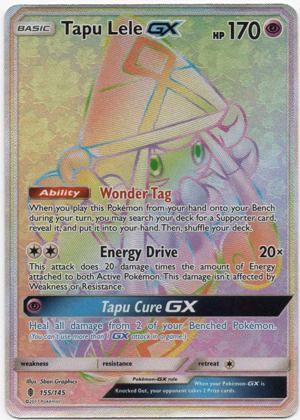 BASIC Tapu Lele GX HP 170
Ability Wonder Tag
When you play this Pokémon from your hand onto your Bench
during your turn, you may search your deck for a Supporter card,
reveal it, and put it into your hand. Then, shuffle your deck.
Energy Drive 20×
This attack does 20 damage times the amount of Energy
attached to both Active Pokémon. This damage isn't affected by
Weakness or Resistance.
Tapu Cure GX
Heal all damage from 2 of your Benched Pokémon.
(You can't use more than 1 GX attack in a game.)
weakness resistance retreat
Illus. 5ban Graphics
155/145
©2017 Pokémon
Pokémon-GX rule
When your Pokémon-GX is
Knocked Out, your opponent takes 2 Prize cards.